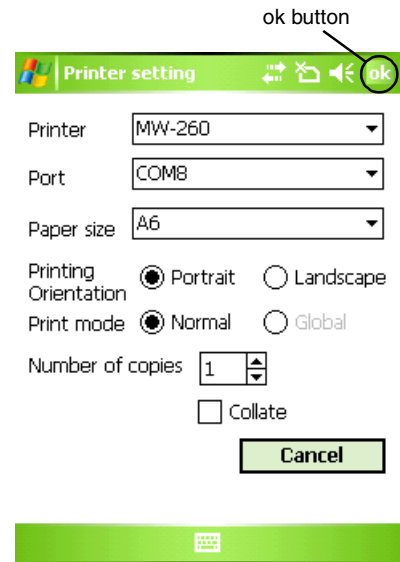 ok button
Printer setting ok
Printer MW-260
Port COM8
Paper size A6
Printing
Orientation Portrait Landscape
Print mode Normal Global
Number of copies 1
Collate
Cancel